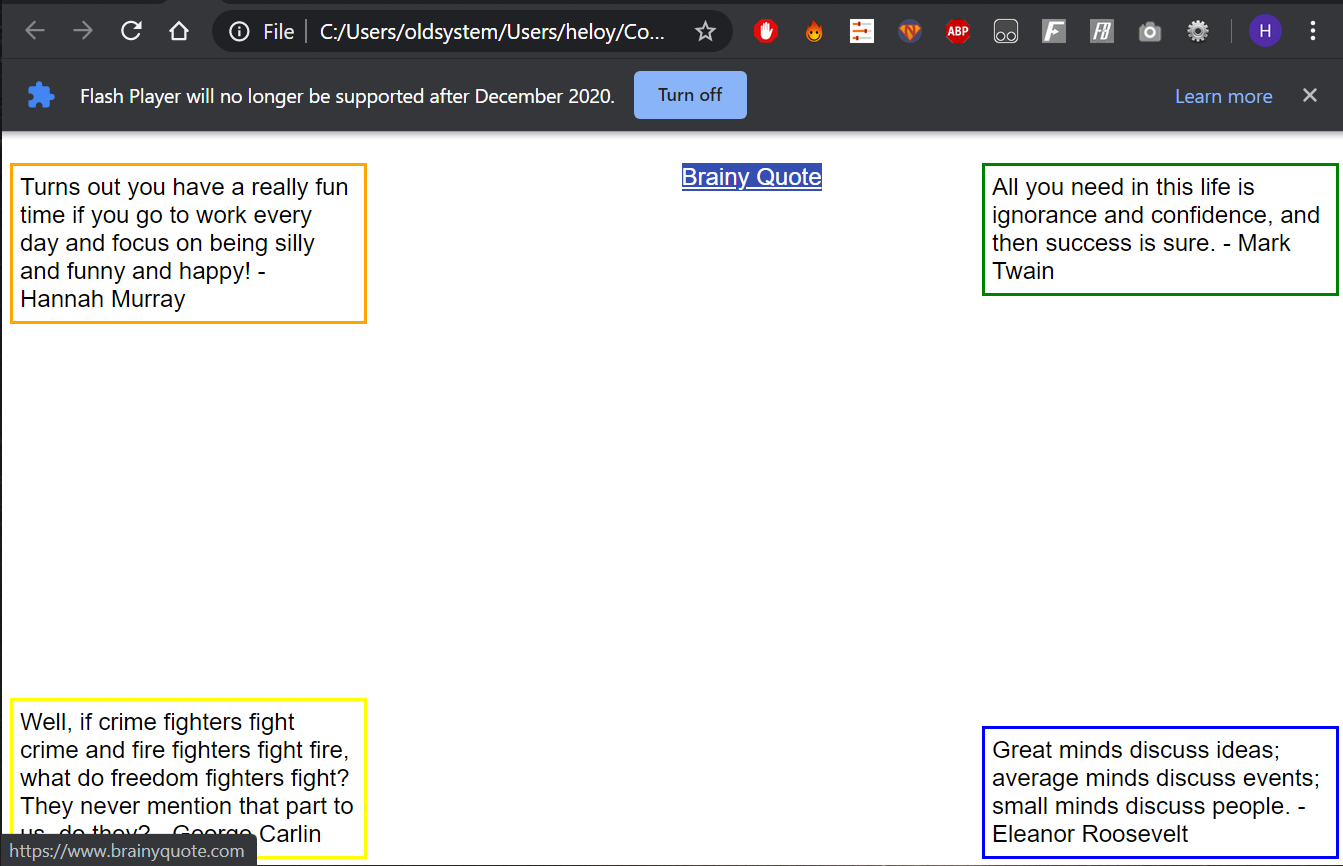 File
C:/Users/oldsystem/Users/heloy/Co...
ABP
F
F8
H
Flash Player will no longer be supported after December 2020.
Turn off
Learn more
Turns out you have a really fun
time if you go to work every
day and focus on being silly
and funny and happy! -
Hannah Murray
Brainy Quote
All you need in this life is
ignorance and confidence, and
then success is sure. - Mark
Twain
Well, if crime fighters fight
crime and fire fighters fight fire,
what do freedom fighters fight?
They never mention that part to
us, do they? - George Carlin
Great minds discuss ideas;
average minds discuss events;
small minds discuss people. -
Eleanor Roosevelt
https://www.brainyquote.com